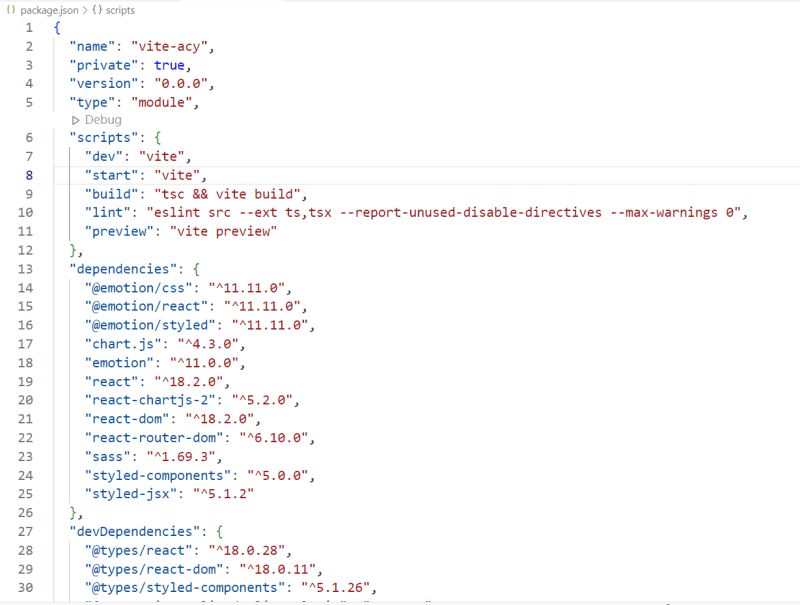 {} package.json > {} scripts
1 {
2 "name": "vite-acy",
3 "private": true,
4 "version": "0.0.0",
5 "type": "module",
▷ Debug
6 "scripts": {
7 "dev": "vite",
8 "start": "vite",
9 "build": "tsc && vite build",
10 "lint": "eslint src --ext ts,tsx --report-unused-disable-directives --max-warnings 0",
11 "preview": "vite preview"
12 },
13 "dependencies": {
14 "@emotion/css": "^11.11.0",
15 "@emotion/react": "^11.11.0",
16 "@emotion/styled": "^11.11.0",
17 "chart.js": "^4.3.0",
18 "emotion": "^11.0.0",
19 "react": "^18.2.0",
20 "react-chartjs-2": "^5.2.0",
21 "react-dom": "^18.2.0",
22 "react-router-dom": "^6.10.0",
23 "sass": "^1.69.3",
24 "styled-components": "^5.0.0",
25 "styled-jsx": "^5.1.2"
26 },
27 "devDependencies": {
28 "@types/react": "^18.0.28",
29 "@types/react-dom": "^18.0.11",
30 "@types/styled-components": "^5.1.26",